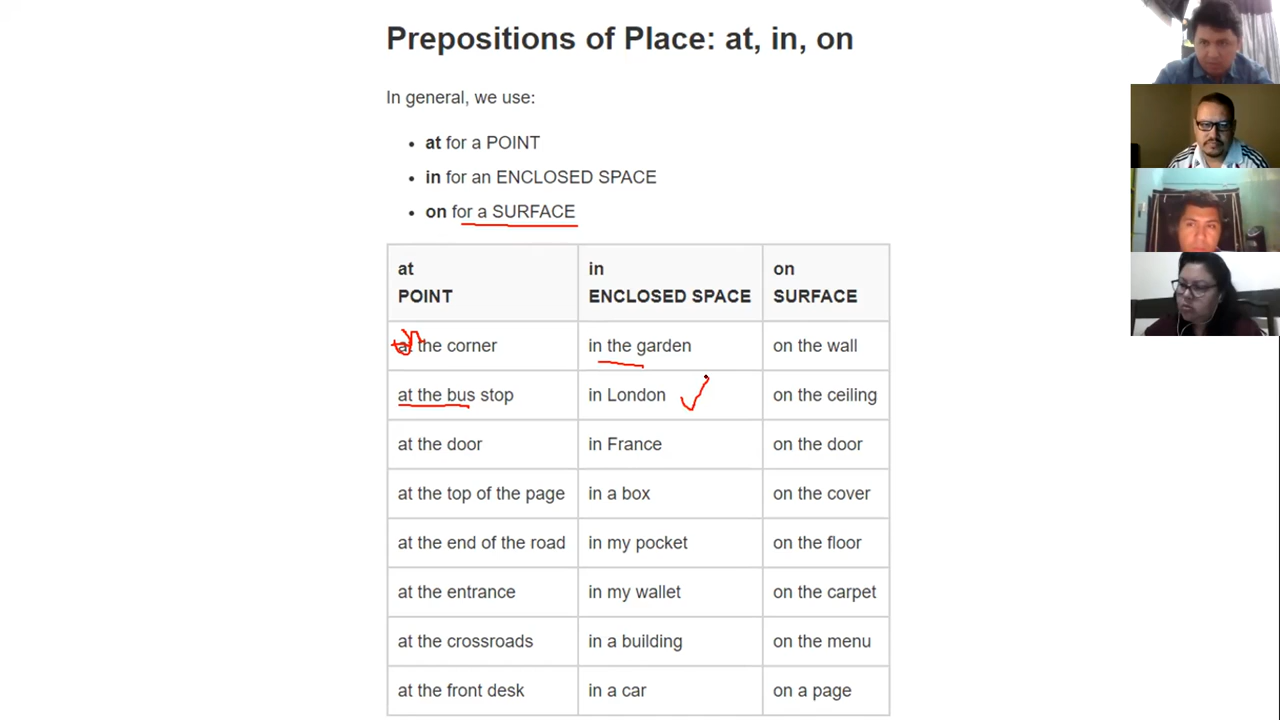 Prepositions of Place: at, in, on
In general, we use:
• at for a POINT
• in for an ENCLOSED SPACE
• on for a SURFACE
at in on
POINT ENCLOSED SPACE SURFACE
at the corner in the garden on the wall
at the bus stop in London on the ceiling
at the door in France on the door
at the top of the page in a box on the cover
at the end of the road in my pocket on the floor
at the entrance in my wallet on the carpet
at the crossroads in a building on the menu
at the front desk in a car on a page